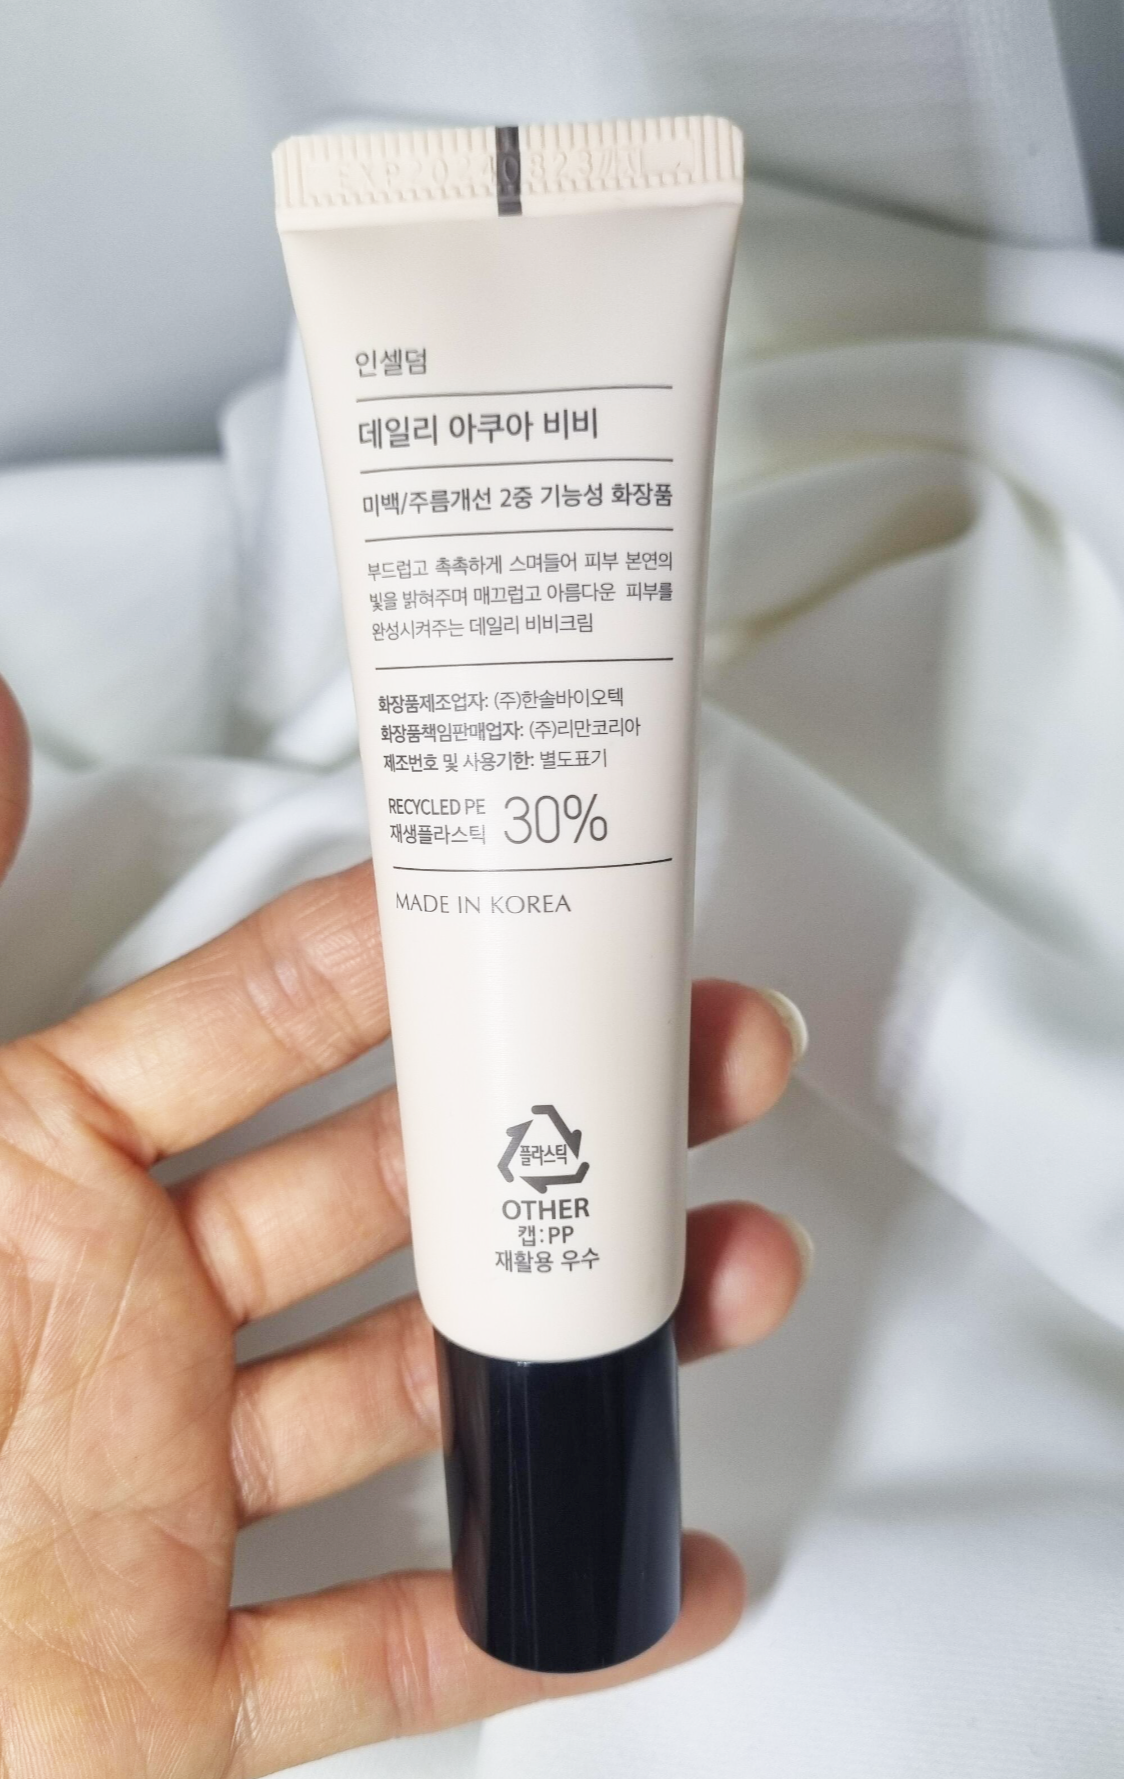 EXP20240823
인셀덤
데일리 아쿠아 비비
미백/주름개선 2중 기능성 화장품
부드럽고 촉촉하게 스며들어 피부 본연의
빛을 밝혀주며 매끄럽고 아름다운 피부를
완성시켜주는 데일리 비비크림
화장품제조업자: (주)한솔바이오텍
화장품책임판매업자: (주)리만코리아
제조번호 및 사용기한: 별도표기
RECYCLED PE
재생플라스틱 30%
MADE IN KOREA
플라스틱
OTHER
캡:PP
재활용 우수